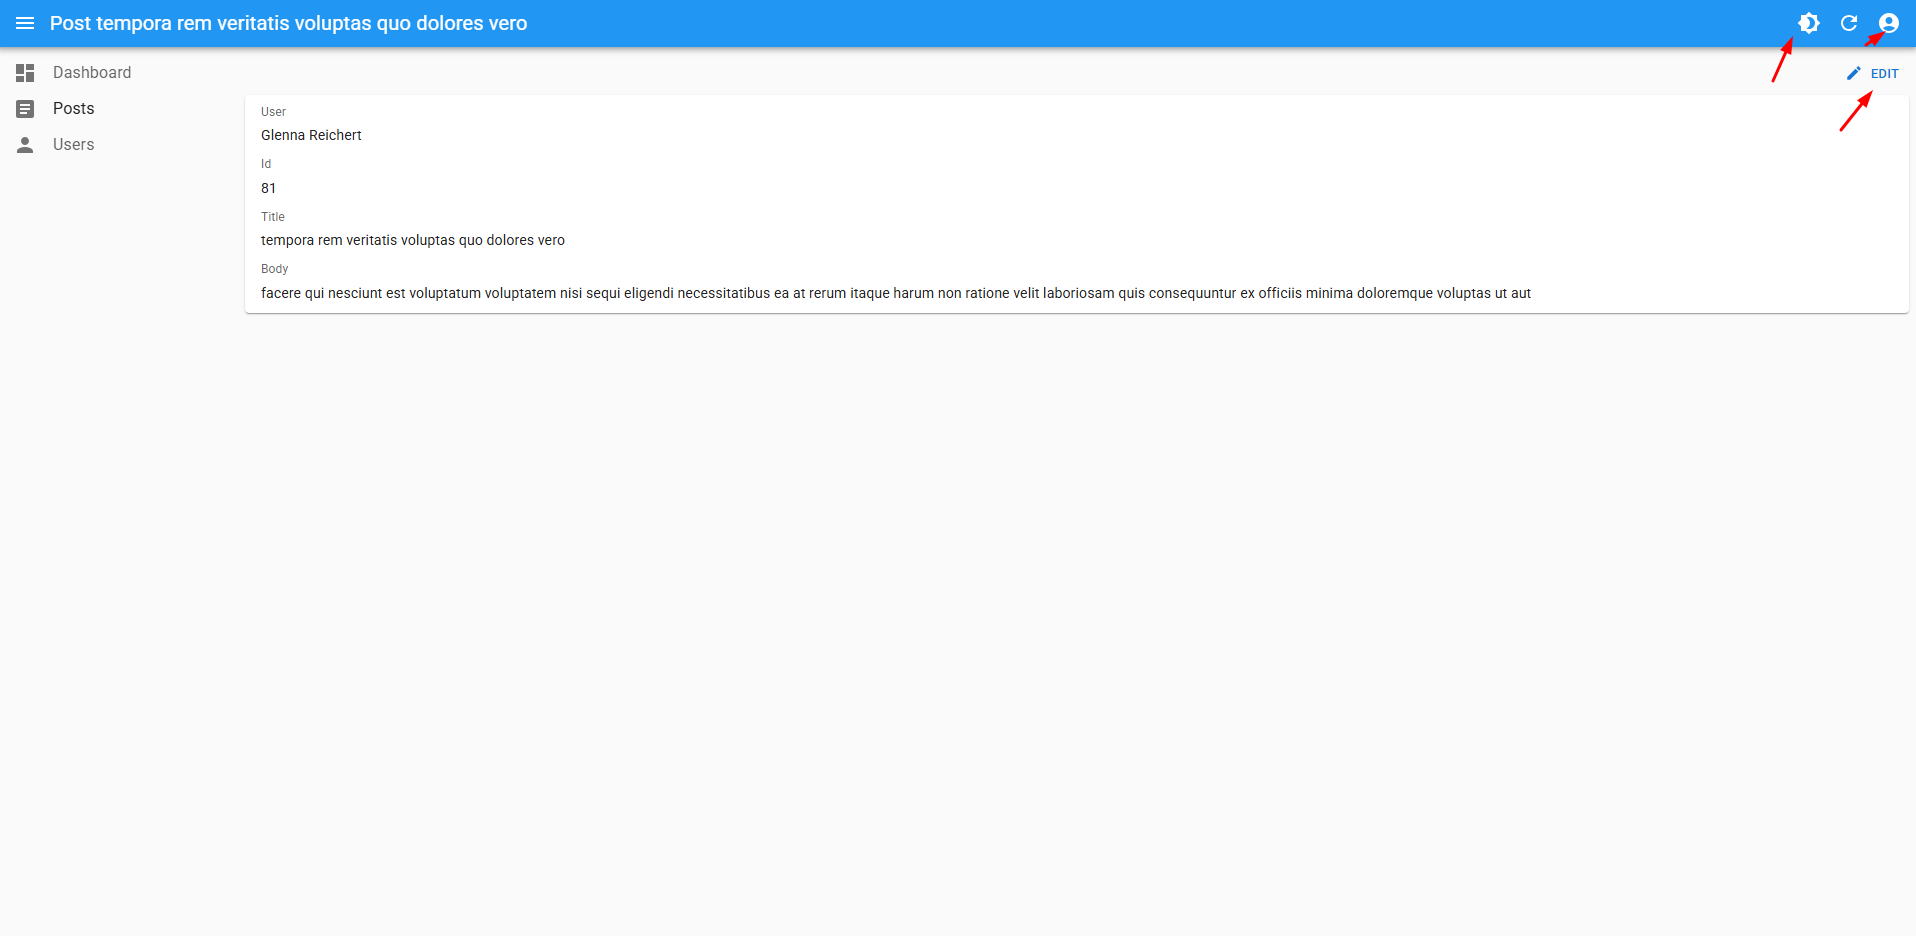 Post tempora rem veritatis voluptas quo dolores vero
Dashboard
Posts
Users
EDIT
User
Glenna Reichert
Id
81
Title
tempora rem veritatis voluptas quo dolores vero
Body
facere qui nesciunt est voluptatum voluptatem nisi sequi eligendi necessitatibus ea at rerum itaque harum non ratione velit laboriosam quis consequuntur ex officiis minima doloremque voluptas ut aut